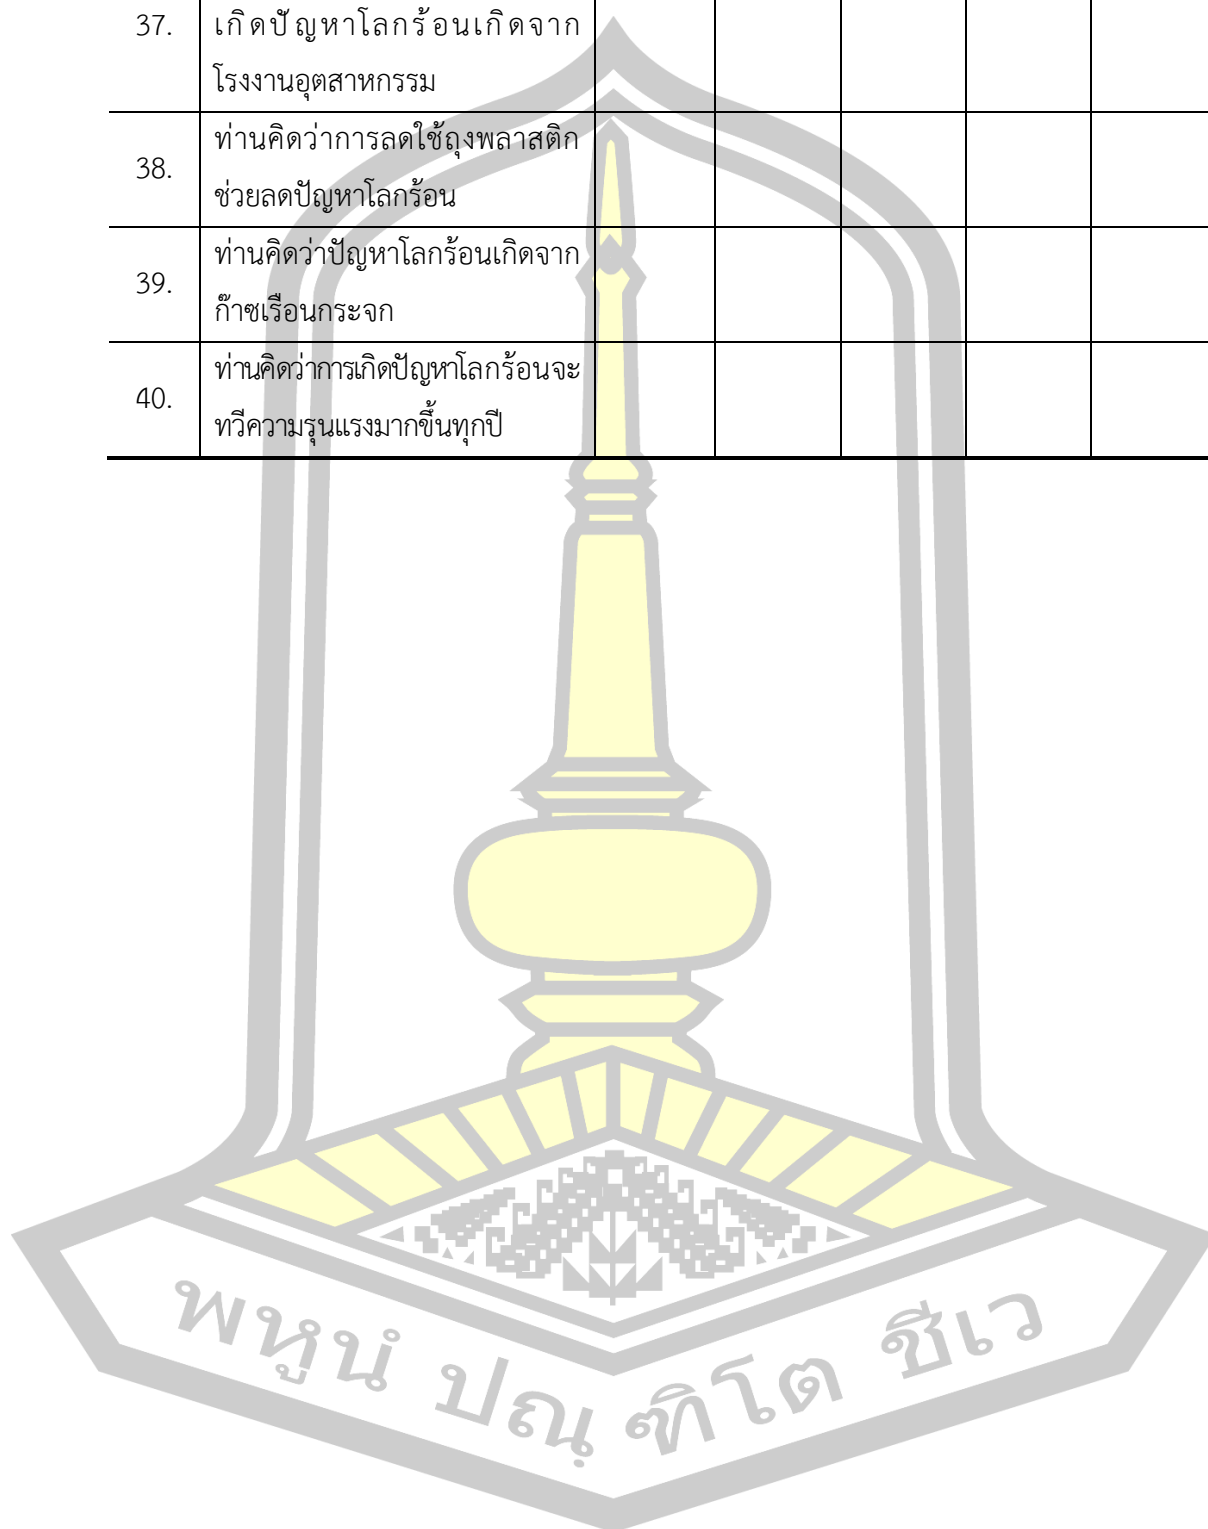 37.
เกิดปัญหาโลกร้อนเกิดจาก
โรงงานอุตสาหกรรม
38.
ท่านคิดว่าการลดใช้ถุงพลาสติก
ช่วยลดปัญหาโลกร้อน
39.
ท่านคิดว่าปัญหาโลกร้อนเกิดจาก
ก๊าซเรือนกระจก
40.
ท่านคิดว่าการเกิดปัญหาโลกร้อนจะ
ทวีความรุนแรงมากขึ้นทุกปี
พหูนํ ปณฺฑิโต ชีเว